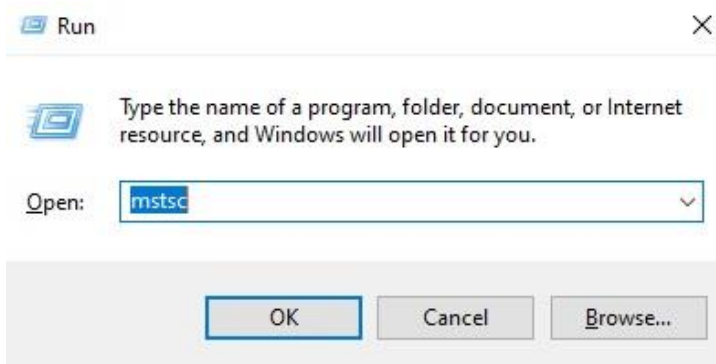 Run
Type the name of a program, folder, document, or Internet
resource, and Windows will open it for you.
Open: mstsc
OK Cancel Browse...